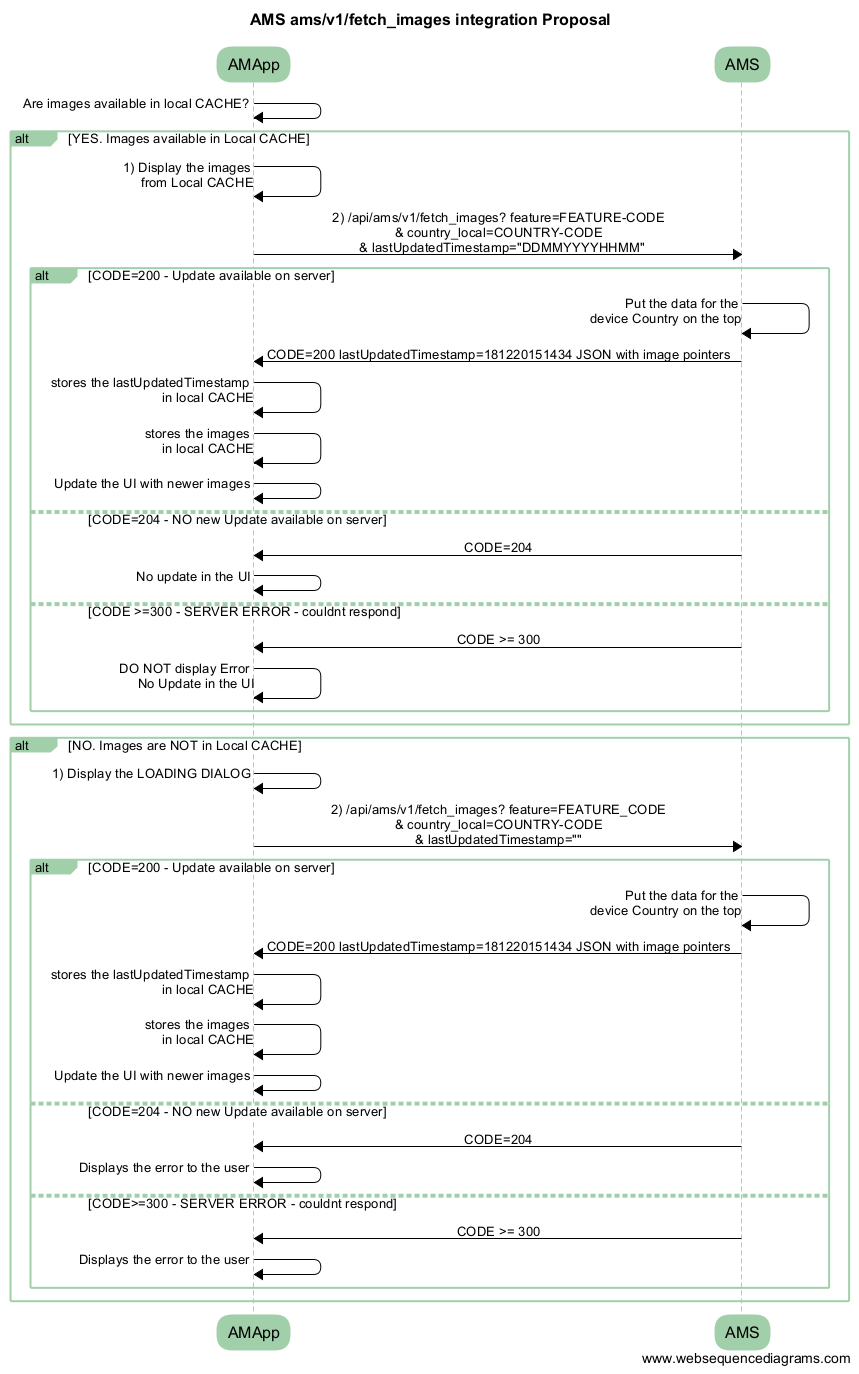 AMS ams/v1/fetch_images integration Proposal
AMApp
AMS
Are images available in local CACHE?
alt
[YES. Images available in Local CACHE]
1) Display the images
from Local CACHE
2) /api/ams/v1/fetch_images? feature=FEATURE-CODE
& country_local=COUNTRY-CODE
& lastUpdatedTimestamp="DDMMYYYYHHMM"
alt
[CODE=200 - Update available on server]
Put the data for the
device Country on the top
CODE=200 lastUpdatedTimestamp=181220151434 JSON with image pointers
stores the lastUpdatedTimestamp
in local CACHE
stores the images
in local CACHE
Update the UI with newer images
[CODE=204 - NO new Update available on server]
CODE=204
No update in the UI
[CODE >=300 - SERVER ERROR - couldnt respond]
CODE >= 300
DO NOT display Error
No Update in the UI
alt
[NO. Images are NOT in Local CACHE]
1) Display the LOADING DIALOG
2) /api/ams/v1/fetch_images? feature=FEATURE_CODE
& country_local=COUNTRY-CODE
& lastUpdatedTimestamp=""
alt
[CODE=200 - Update available on server]
Put the data for the
device Country on the top
CODE=200 lastUpdatedTimestamp=181220151434 JSON with image pointers
stores the lastUpdatedTimestamp
in local CACHE
stores the images
in local CACHE
Update the UI with newer images
[CODE=204 - NO new Update available on server]
CODE=204
Displays the error to the user
[CODE>=300 - SERVER ERROR - couldnt respond]
CODE >= 300
Displays the error to the user
AMApp
AMS
www.websequencediagrams.com